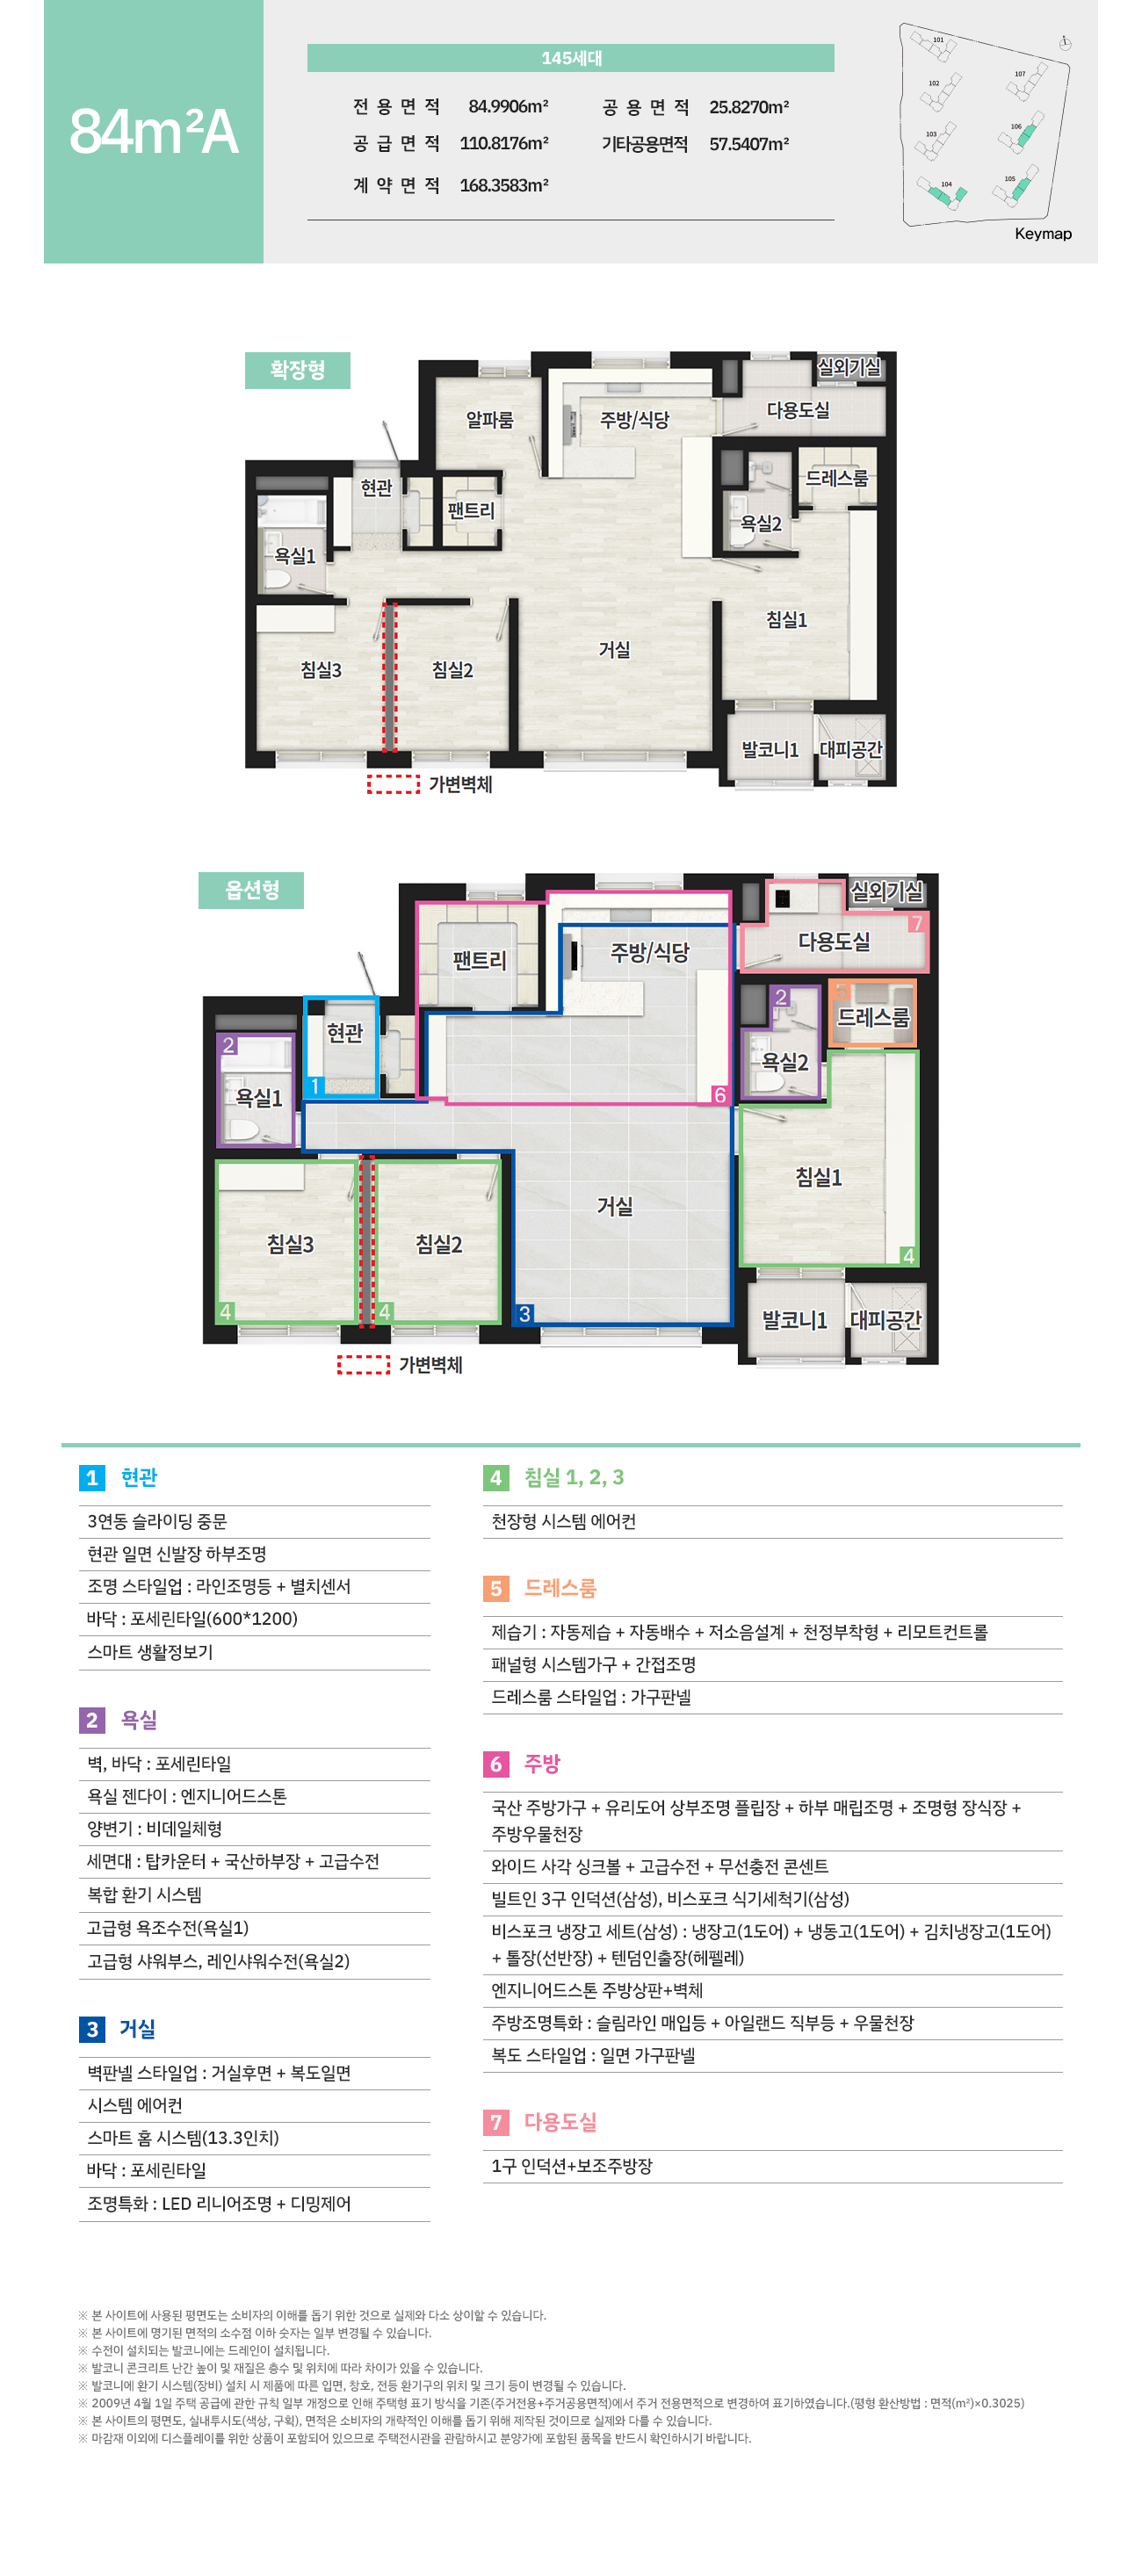 84m²A
145세대
전용면적 84.9906m² 공용면적 25.8270m²
공급면적 110.8176m² 기타공용면적 57.5407m²
계약면적 168.3583m²
101
102
103
104
105
106
107
Keymap
확장형
실외기실
알파룸
주방/식당
다용도실
현관
팬트리
드레스룸
욕실1
욕실2
침실1
거실
침실3
침실2
발코니1
대피공간
가변벽체
옵션형
실외기실
7
다용도실
팬트리
주방/식당
현관
1
2
욕실1
2
욕실2
5
드레스룸
6
침실1
4
거실
3
침실3
4
침실2
4
발코니1
대피공간
가변벽체
1 현관
3연동 슬라이딩 중문
현관 일면 신발장 하부조명
조명 스타일업 : 라인조명등 + 별치센서
바닥 : 포세린타일(600*1200)
스마트 생활정보기
2 욕실
벽, 바닥 : 포세린타일
욕실 젠다이 : 엔지니어드스톤
양변기 : 비데일체형
세면대 : 탑카운터 + 국산하부장 + 고급수전
복합 환기 시스템
고급형 욕조수전(욕실1)
고급형 샤워부스, 레인샤워수전(욕실2)
3 거실
벽판넬 스타일업 : 거실후면 + 복도일면
시스템 에어컨
스마트 홈 시스템(13.3인치)
바닥 : 포세린타일
조명특화 : LED 리니어조명 + 디밍제어
4 침실 1, 2, 3
천장형 시스템 에어컨
5 드레스룸
제습기 : 자동제습 + 자동배수 + 저소음설계 + 천정부착형 + 리모트컨트롤
패널형 시스템가구 + 간접조명
드레스룸 스타일업 : 가구판넬
6 주방
국산 주방가구 + 유리도어 상부조명 플립장 + 하부 매립조명 + 조명형 장식장 +
주방우물천장
와이드 사각 싱크볼 + 고급수전 + 무선충전 콘센트
빌트인 3구 인덕션(삼성), 비스포크 식기세척기(삼성)
비스포크 냉장고 세트(삼성) : 냉장고(1도어) + 냉동고(1도어) + 김치냉장고(1도어)
+ 톨장(선반장) + 텐덤인출장(헤펠레)
엔지니어드스톤 주방상판+벽체
주방조명특화 : 슬림라인 매입등 + 아일랜드 직부등 + 우물천장
복도 스타일업 : 일면 가구판넬
7 다용도실
1구 인덕션+보조주방장
※ 본 사이트에 사용된 평면도는 소비자의 이해를 돕기 위한 것으로 실제와 다소 상이할 수 있습니다.
※ 본 사이트에 명기된 면적의 소수점 이하 숫자는 일부 변경될 수 있습니다.
※ 수전이 설치되는 발코니에는 드레인이 설치됩니다.
※ 발코니 콘크리트 난간 높이 및 재질은 층수 및 위치에 따라 차이가 있을 수 있습니다.
※ 발코니에 환기 시스템(장비) 설치 시 제품에 따른 입면, 창호, 전등 환기구의 위치 및 크기 등이 변경될 수 있습니다.
※ 2009년 4월 1일 주택 공급에 관한 규칙 일부 개정으로 인해 주택형 표기 방식을 기존(주거전용+주거공용면적)에서 주거 전용면적으로 변경하여 표기하였습니다.(평형 환산방법 : 면적(m²)×0.3025)
※ 본 사이트의 평면도, 실내투시도(색상, 구획), 면적은 소비자의 개략적인 이해를 돕기 위해 제작된 것이므로 실제와 다를 수 있습니다.
※ 마감재 이외에 디스플레이를 위한 상품이 포함되어 있으므로 주택전시관을 관람하시고 분양가에 포함된 품목을 반드시 확인하시기 바랍니다.